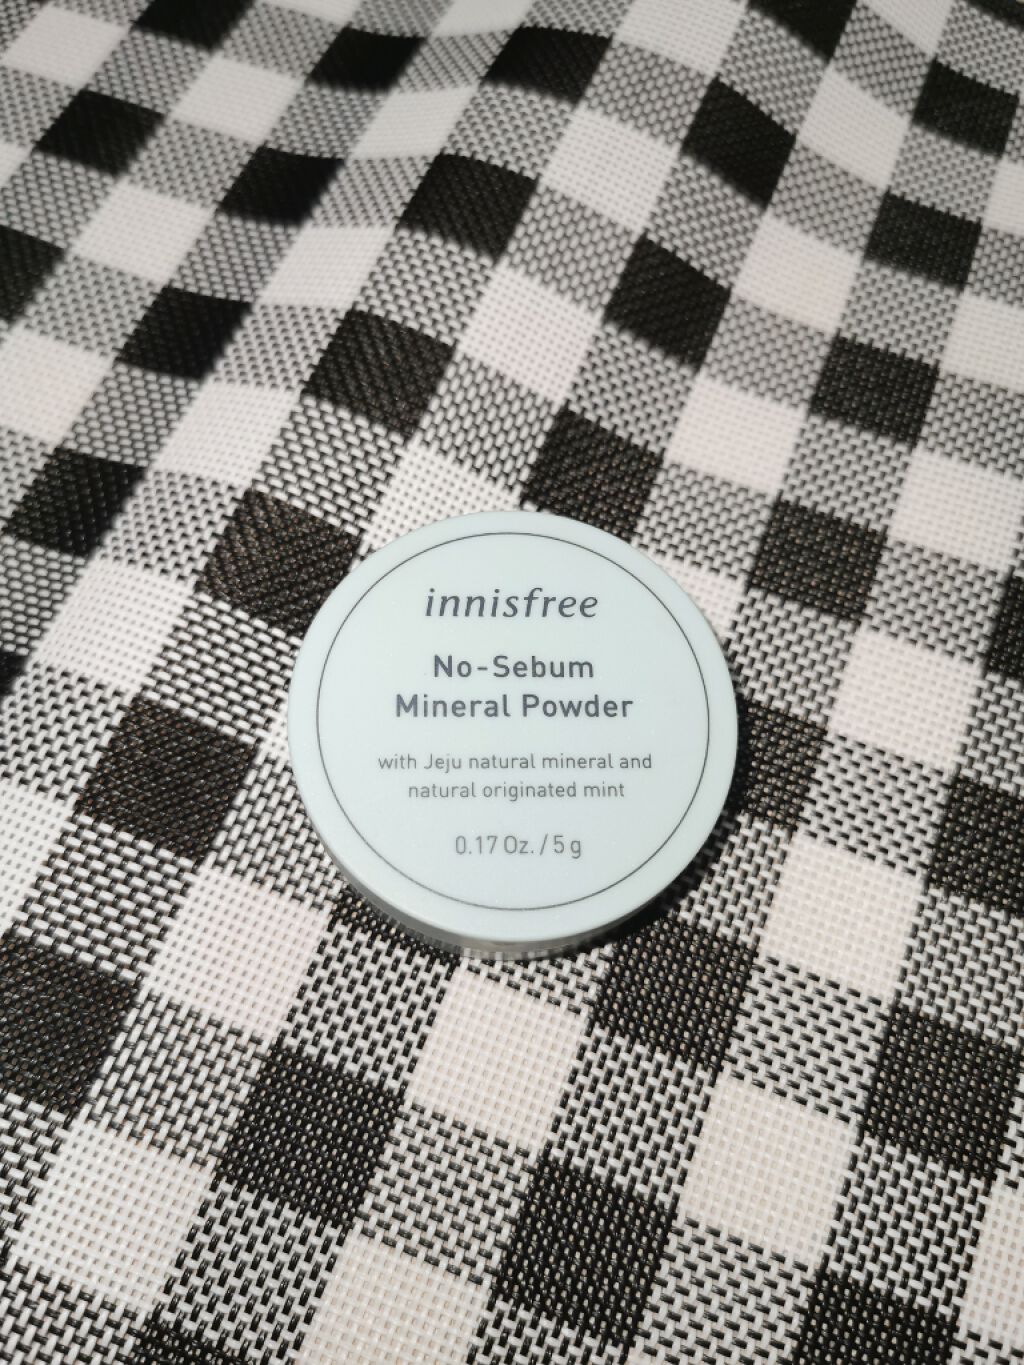 innisfree
No-Sebum
Mineral Powder
with Jeju natural mineral and
natural originated mint
0.17 Oz. / 5 g